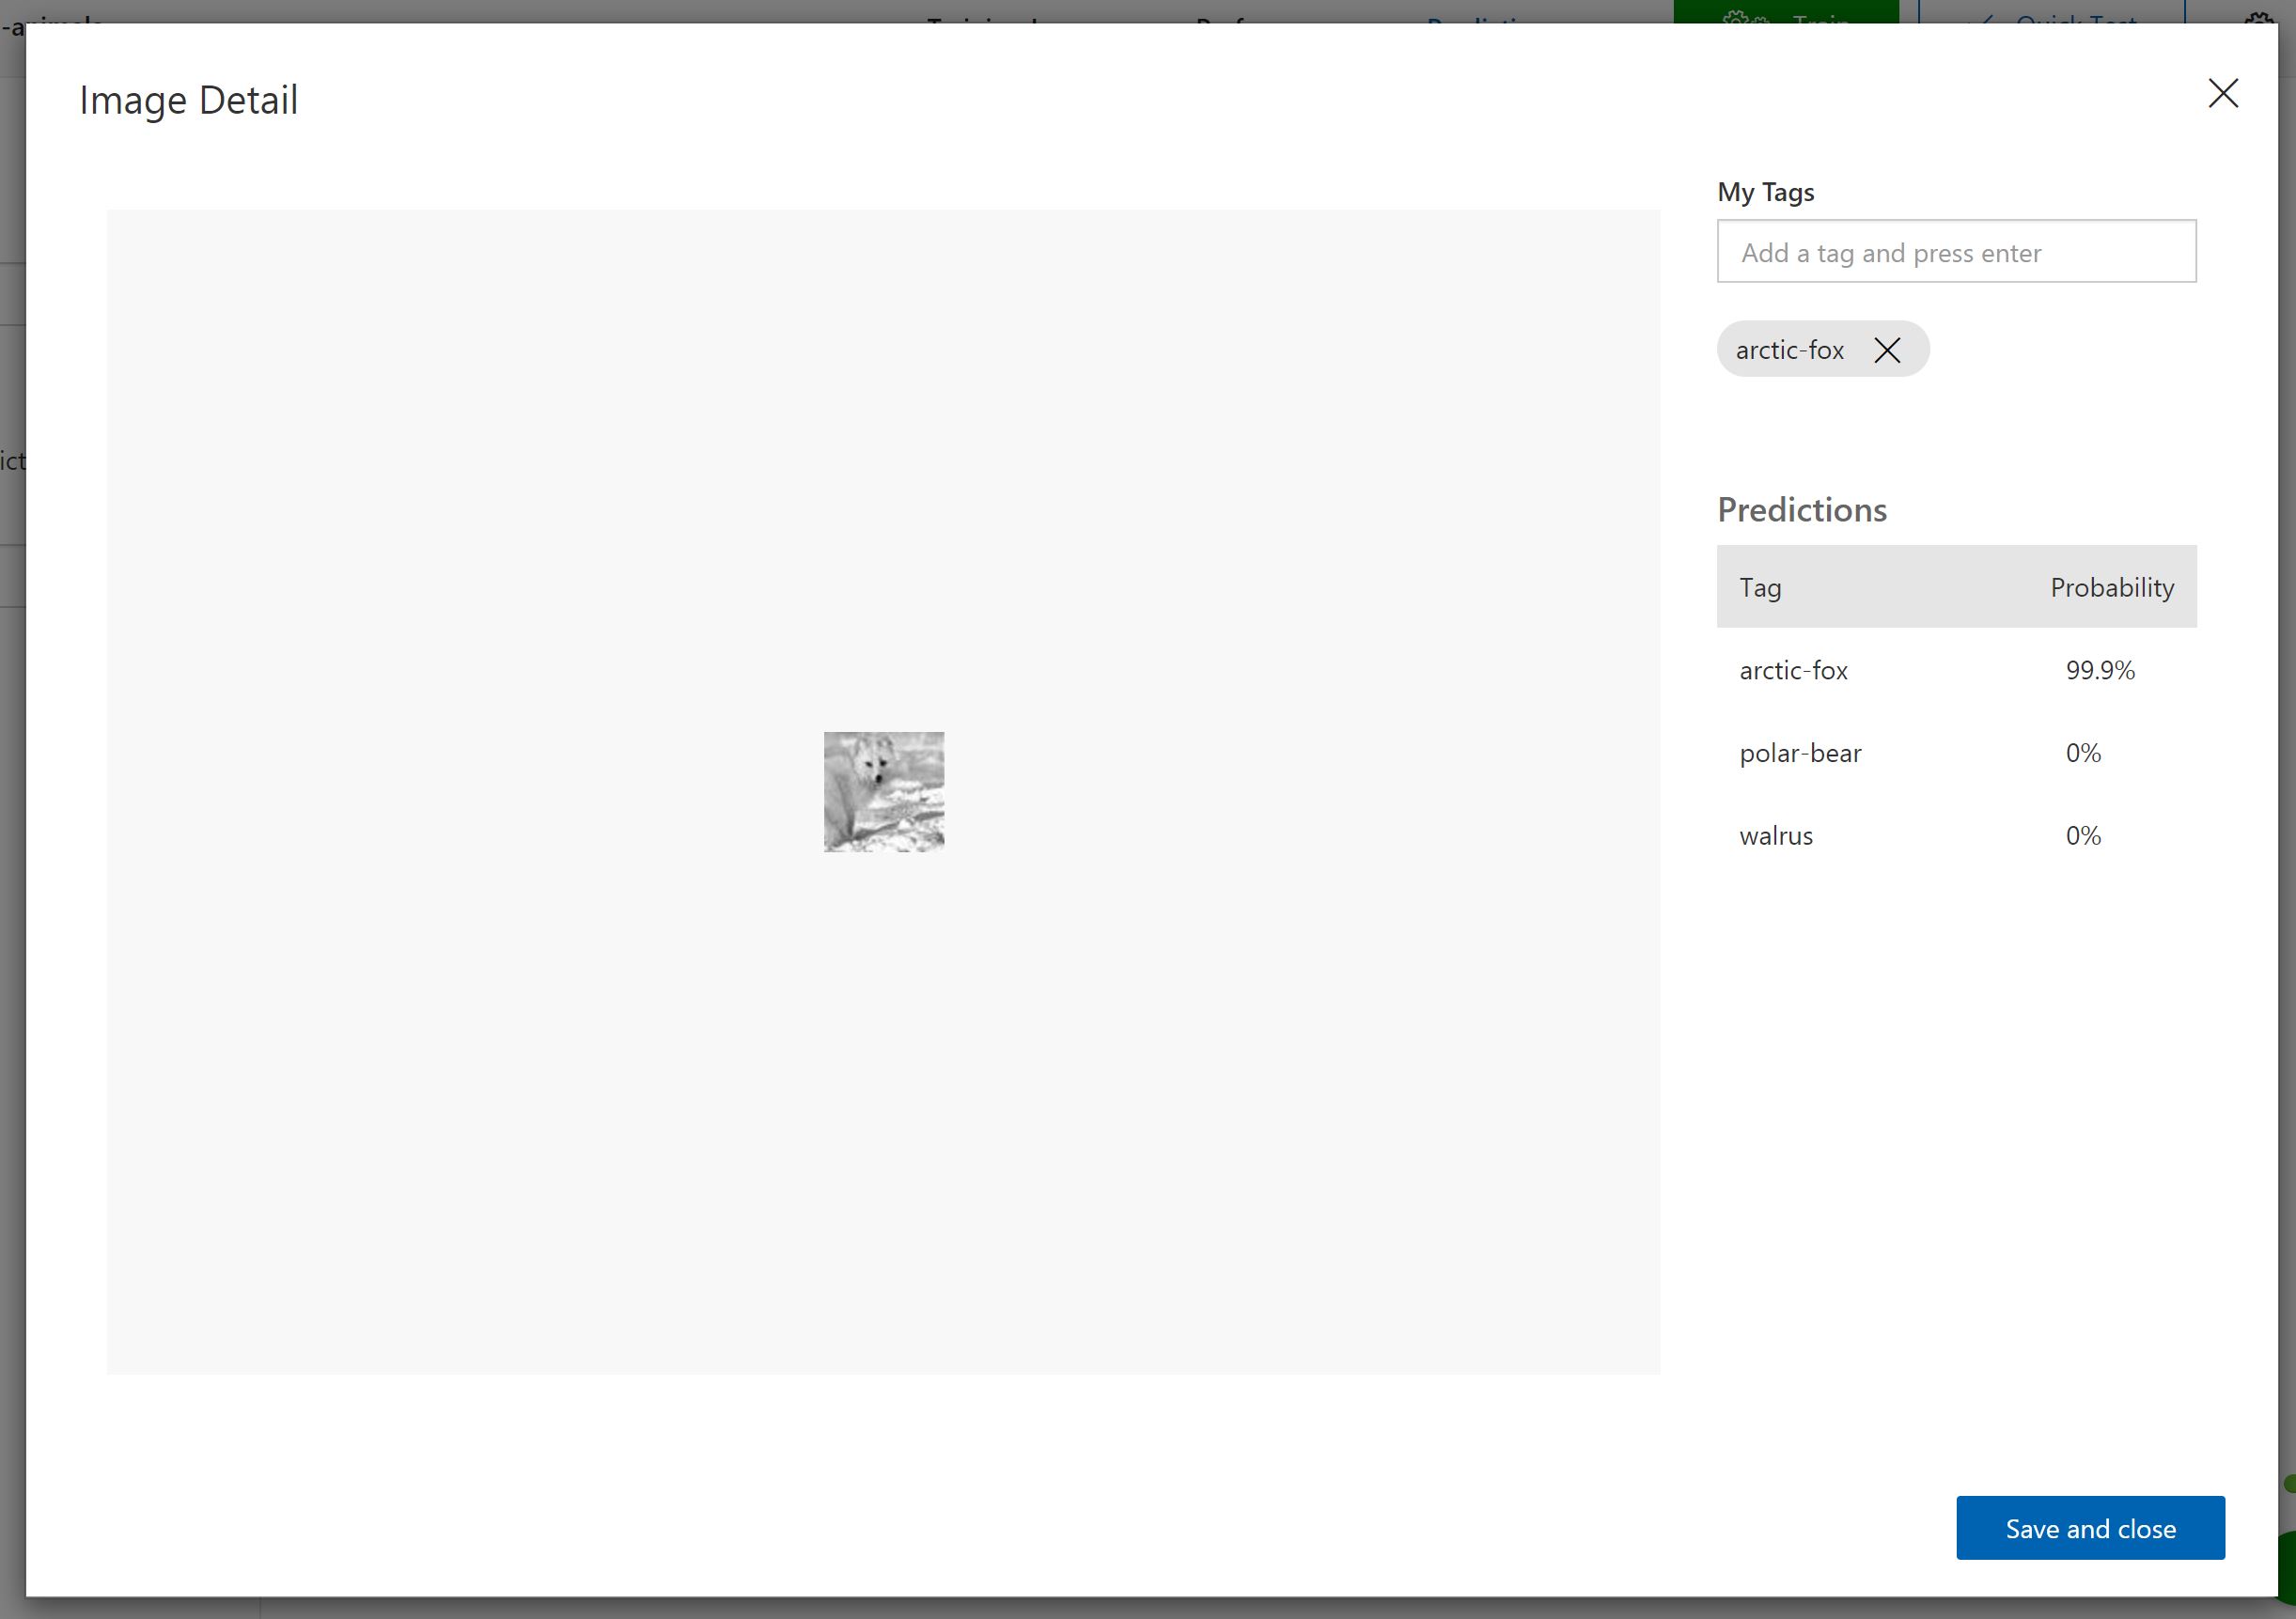 Image Detail
My Tags
Add a tag and press enter
arctic-fox
Predictions
Tag Probability
arctic-fox 99.9%
polar-bear 0%
walrus 0%
Save and close